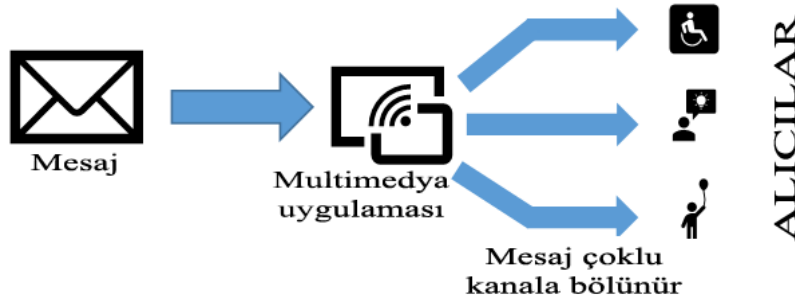 Mesaj
Multimedya
uygulaması
Mesaj çoklu
kanala bölünür
ALICILAR